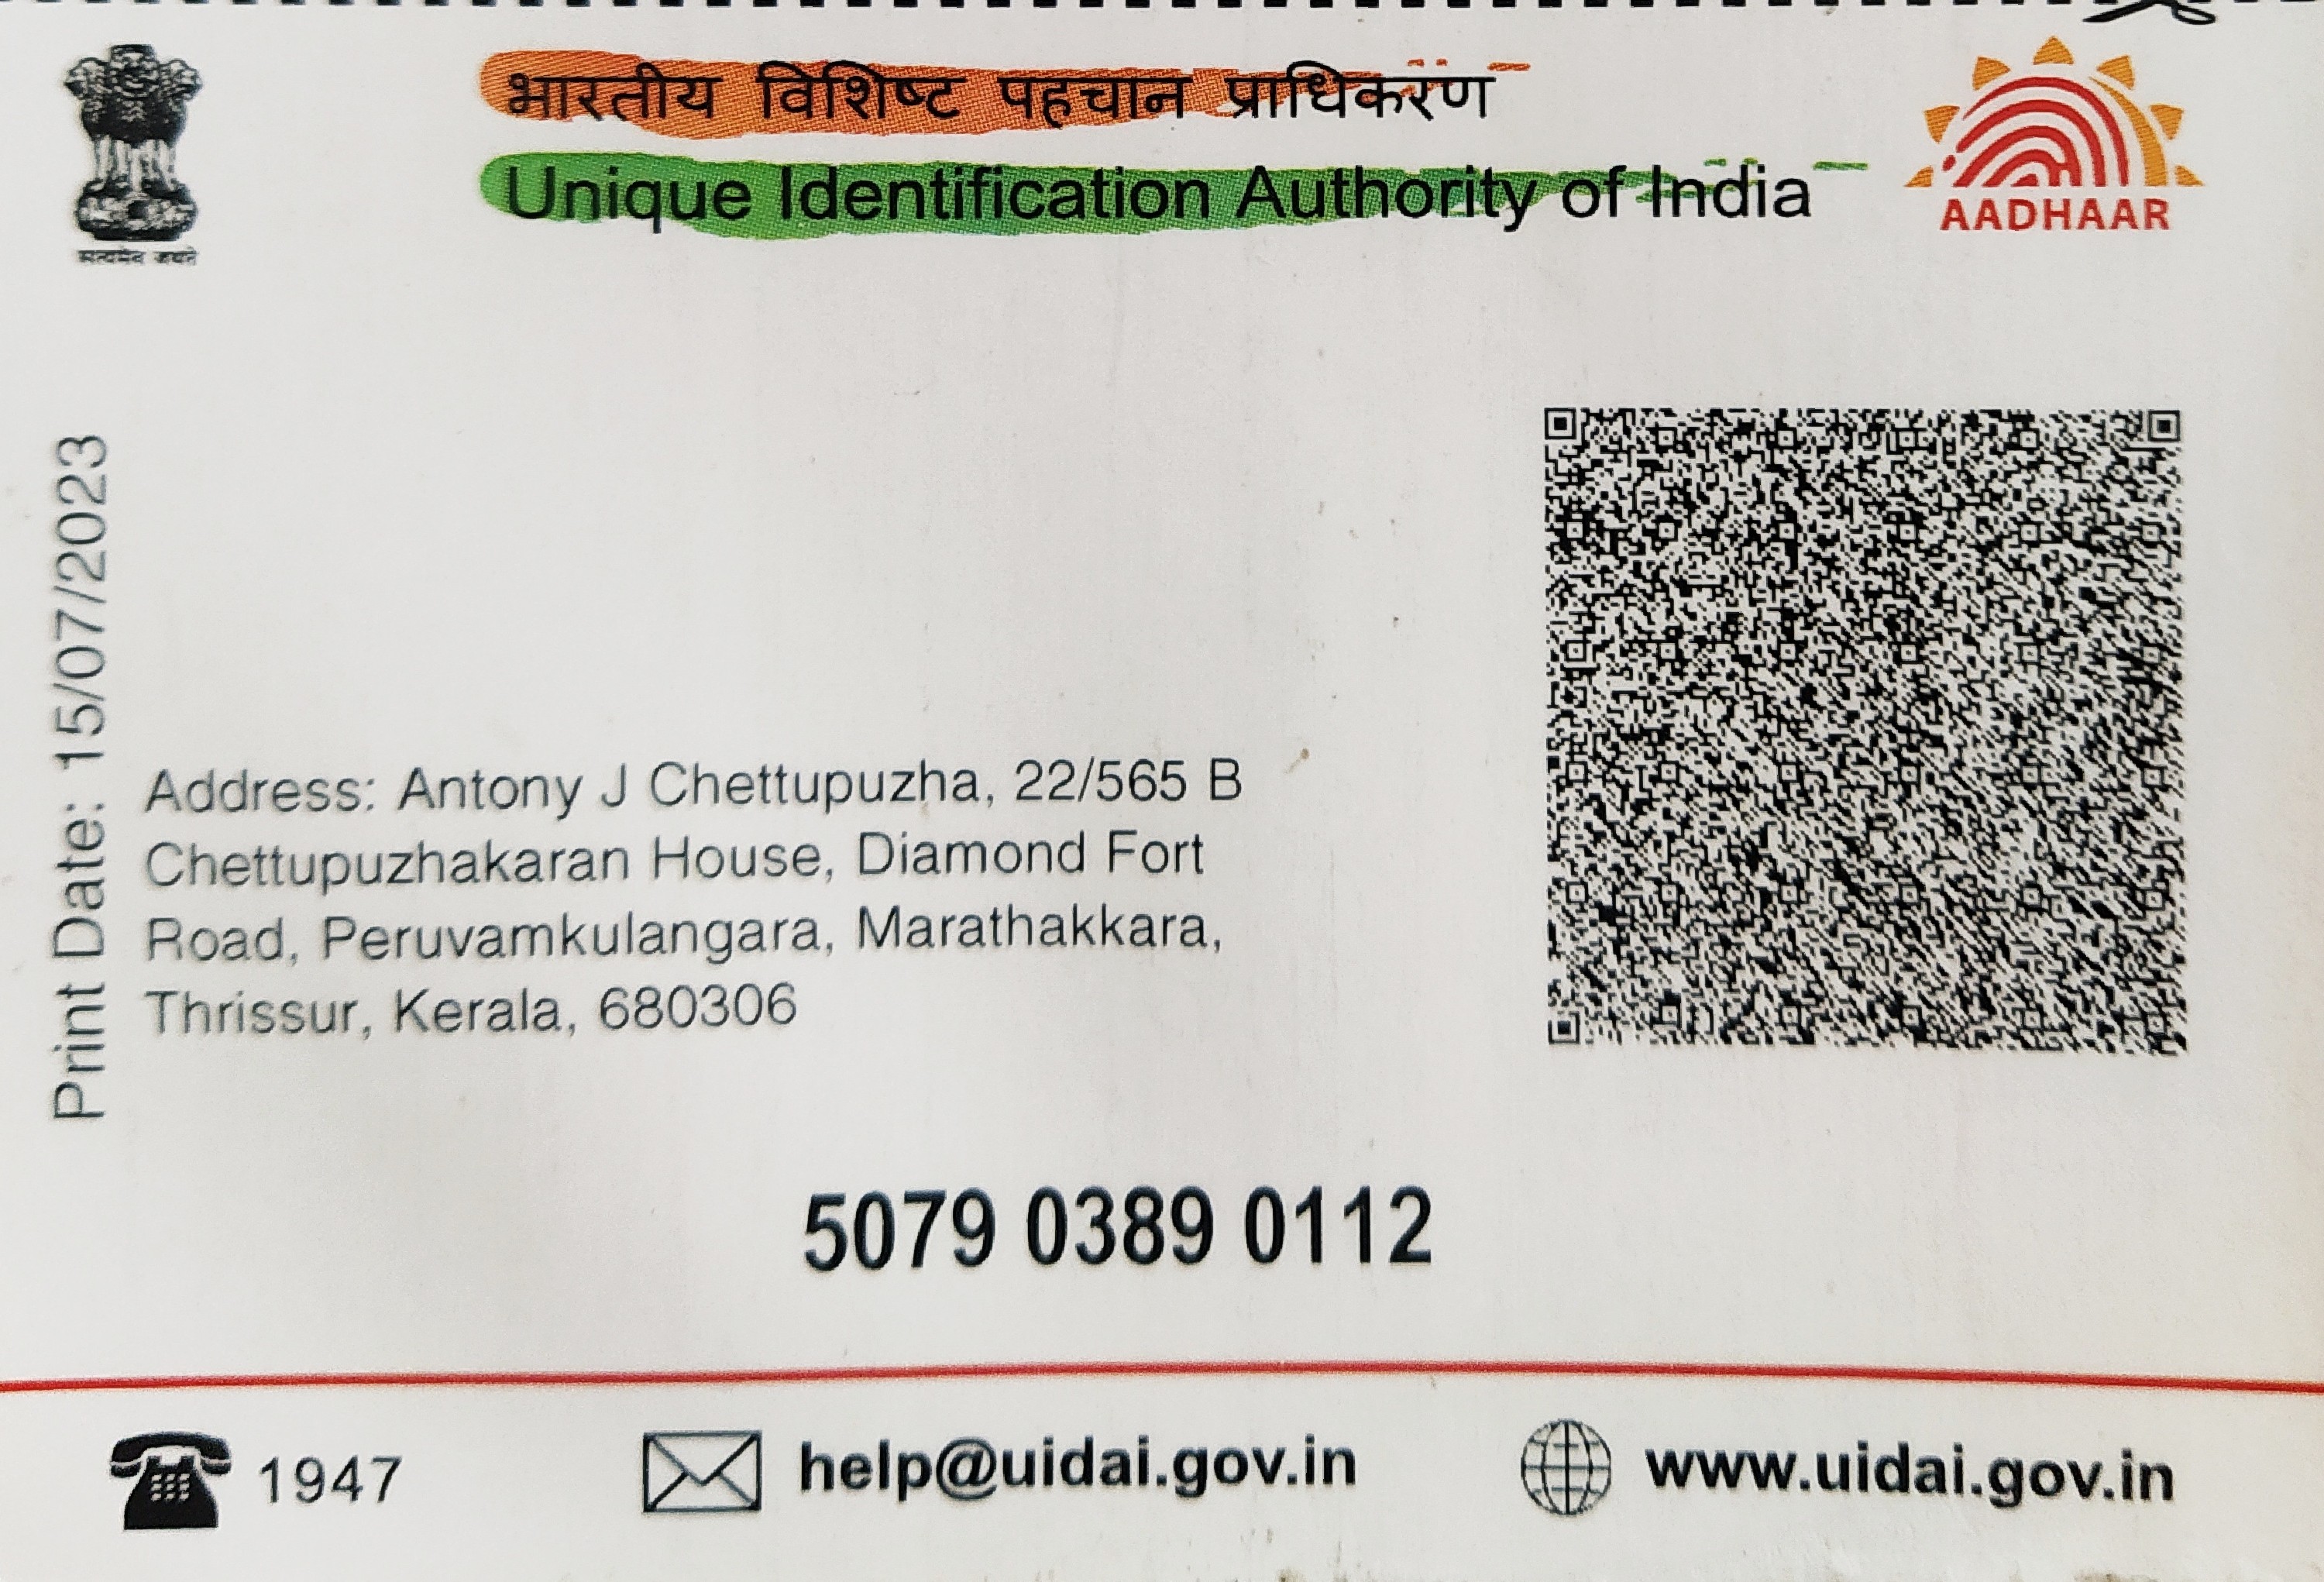 भारतीय विशिष्ट पहचान प्राधिकरण
Unique Identification Authority of India
AADHAAR
सत्यमेव जयते
Print Date: 15/07/2023
Address: Antony J Chettupuzha, 22/565 B
Chettupuzhakaran House, Diamond Fort
Road, Peruvamkulangara, Marathakkara,
Thrissur, Kerala, 680306
5079 0389 0112
1947
help@uidai.gov.in
www.uidai.gov.in